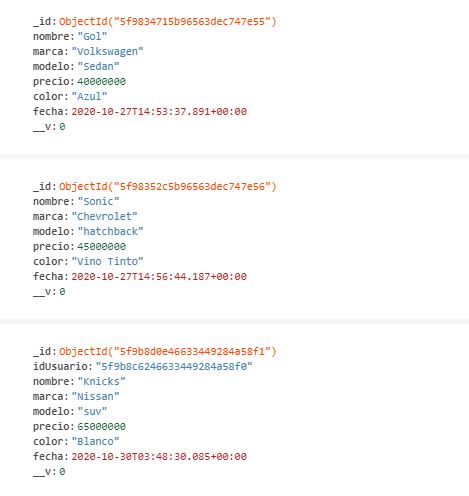 _id: ObjectId("5f9834715b96563dec747e55")
nombre: "Gol"
marca: "Volkswagen"
modelo: "Sedan"
precio: 40000000
color: "Azul"
fecha: 2020-10-27T14:53:37.891+00:00
__v: 0
_id: ObjectId("5f98352c5b96563dec747e56")
nombre: "Sonic"
marca: "Chevrolet"
modelo: "hatchback"
precio: 45000000
color: "Vino Tinto"
fecha: 2020-10-27T14:56:44.187+00:00
__v: 0
_id: ObjectId("5f9b8d0e46633449284a58f1")
idUsuario: "5f9b8c6246633449284a58f0"
nombre: "Knicks"
marca: "Nissan"
modelo: "suv"
precio: 65000000
color: "Blanco"
fecha: 2020-10-30T03:48:30.085+00:00
__v: 0